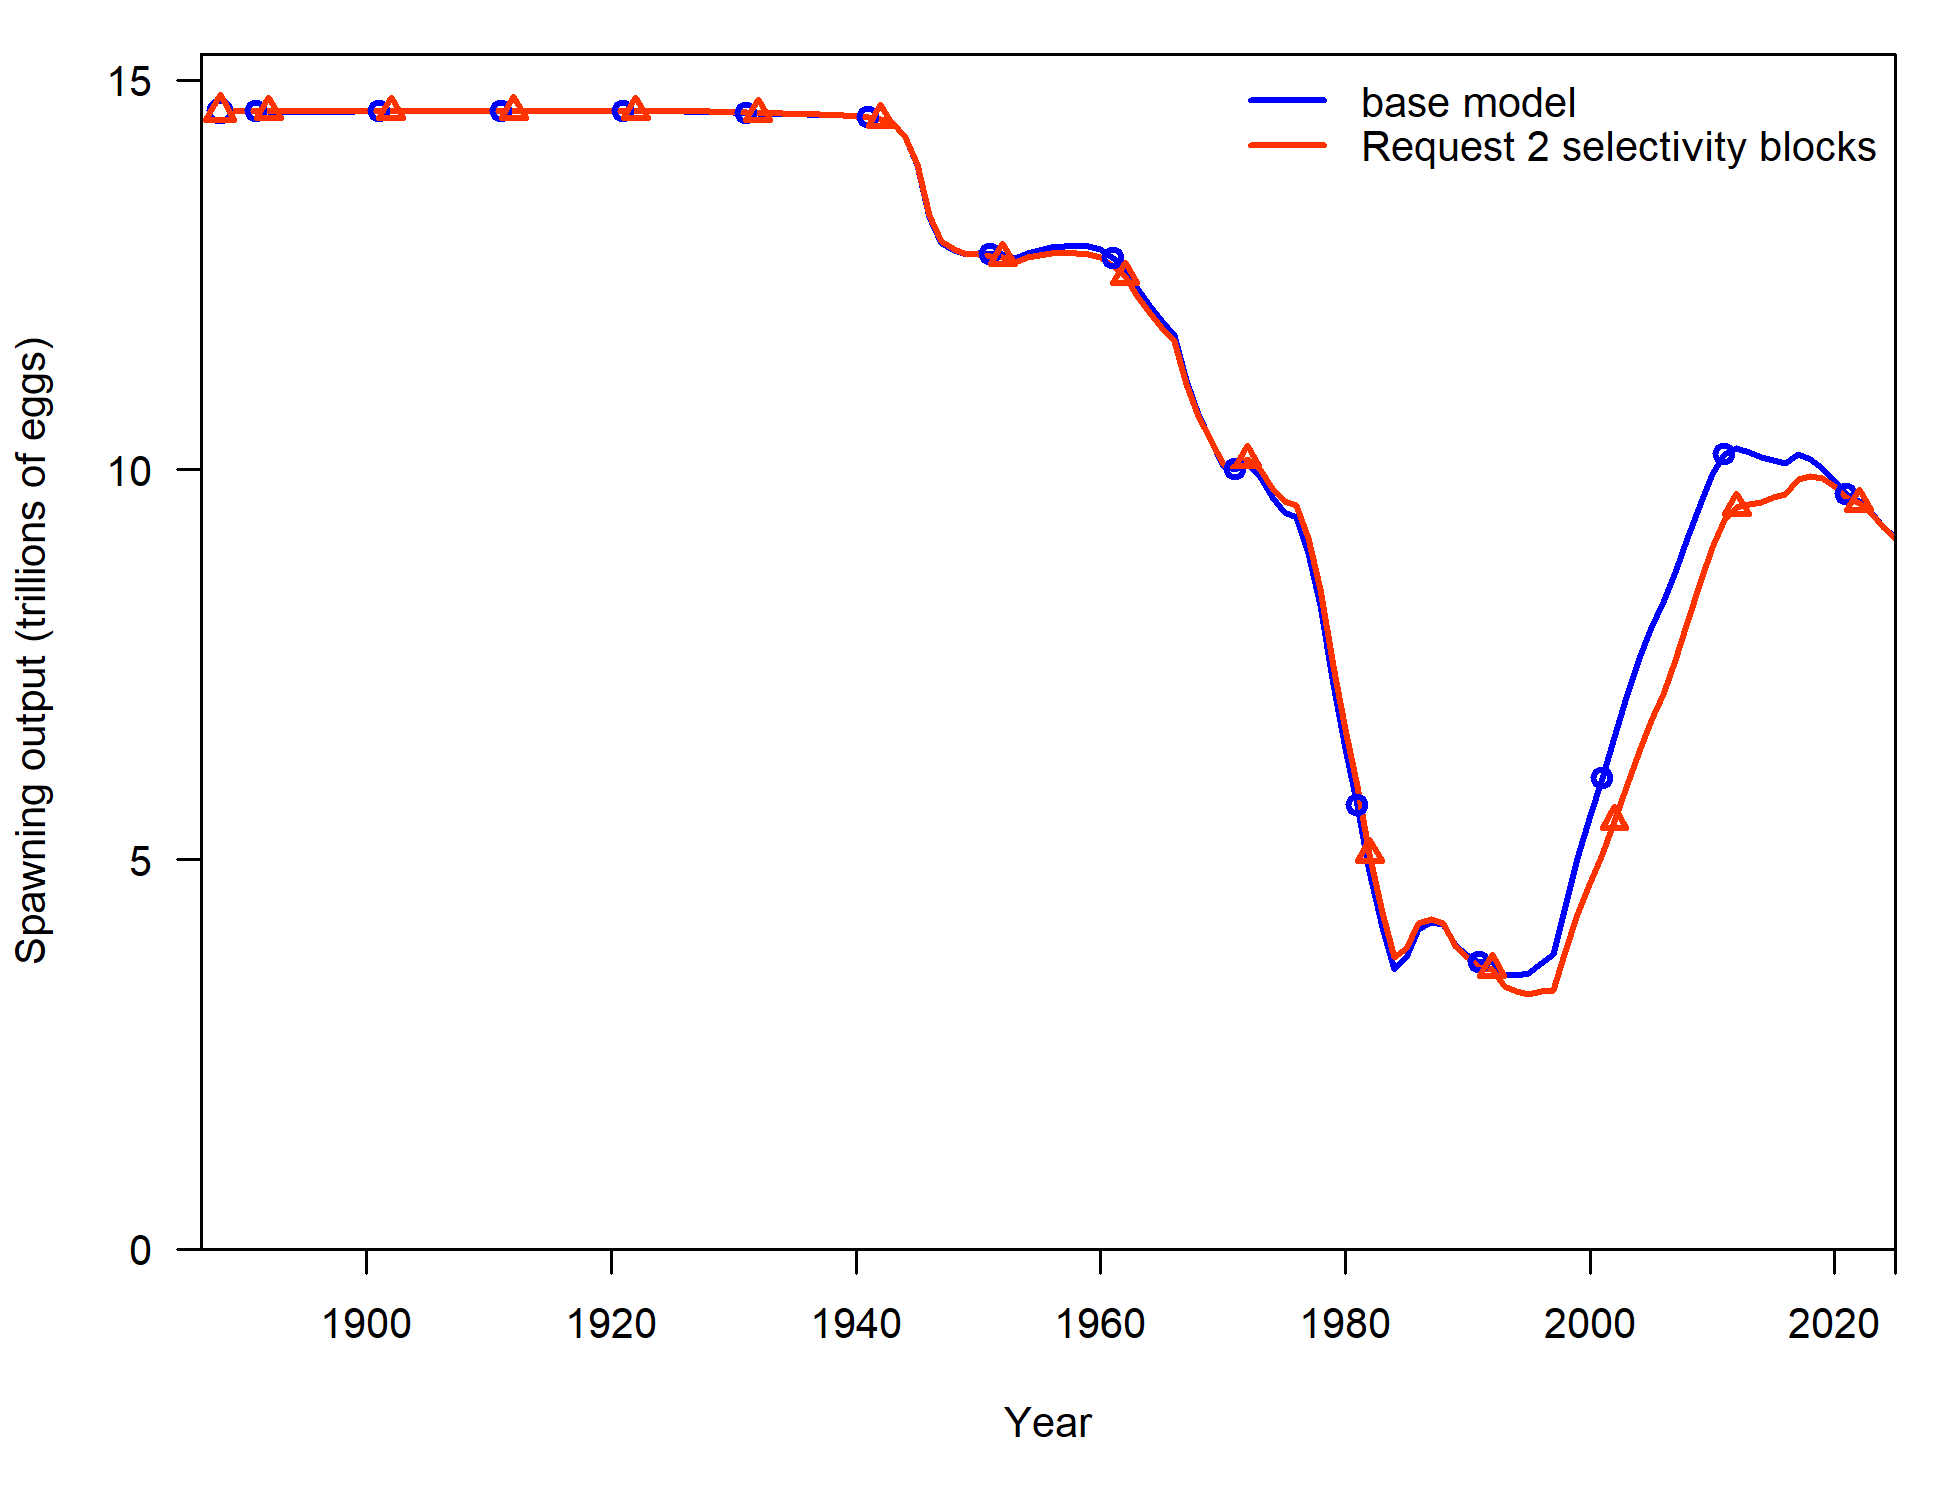 15
10
5
0
Spawning output (trillions of eggs)
base model
Request 2 selectivity blocks
1900
1920
1940
1960
1980
2000
2020
Year